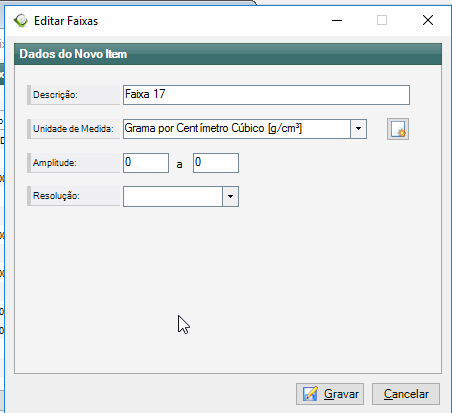 Editar Faixas
Dados do Novo Item
Descrição: Faixa 17
Unidade de Medida: Grama por Centímetro Cúbico [g/cm³]
Amplitude: 0 a 0
Resolução:
Gravar Cancelar